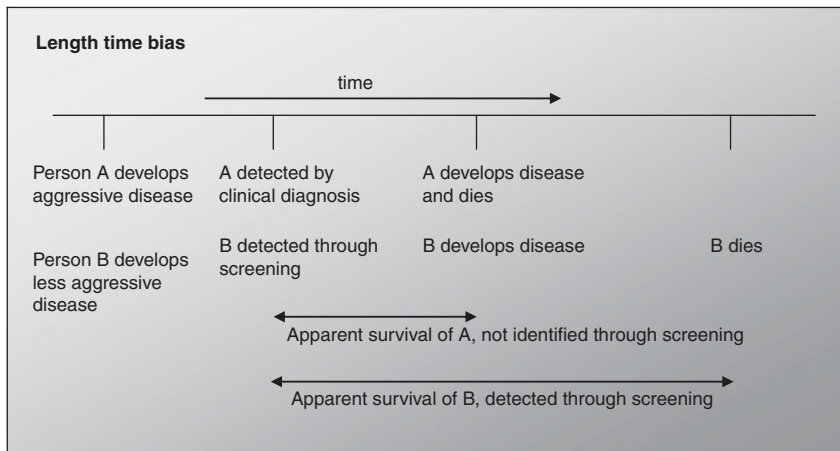 Length time bias
time
Person A develops
aggressive disease
A detected by
clinical diagnosis
A develops disease
and dies
Person B develops
less aggressive
disease
B detected through
screening
B develops disease
B dies
Apparent survival of A, not identified through screening
Apparent survival of B, detected through screening